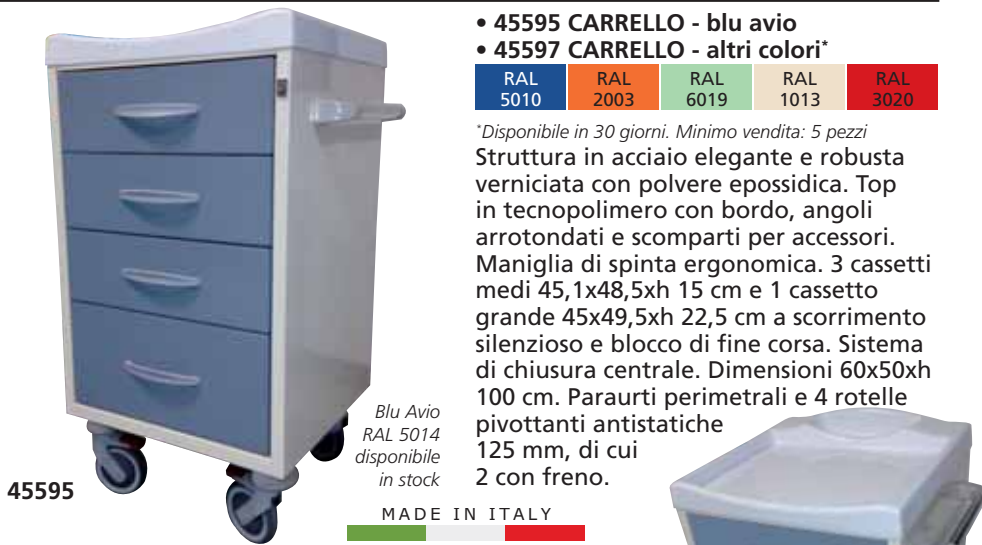 • 45595 CARRELLO - blu avio
• 45597 CARRELLO - altri colori*
RAL 5010
RAL 2003
RAL 6019
RAL 1013
RAL 3020
*Disponibile in 30 giorni. Minimo vendita: 5 pezzi
Struttura in acciaio elegante e robusta
verniciata con polvere epossidica. Top
in tecnopolimero con bordo, angoli
arrotondati e scomparti per accessori.
Maniglia di spinta ergonomica. 3 cassetti
medi 45,1x48,5xh 15 cm e 1 cassetto
grande 45x49,5xh 22,5 cm a scorrimento
silenzioso e blocco di fine corsa. Sistema
di chiusura centrale. Dimensioni 60x50xh
100 cm. Paraurti perimetrali e 4 rotelle
pivottanti antistatiche
125 mm, di cui
2 con freno.
Blu Avio
RAL 5014
disponibile
in stock
45595
MADE IN ITALY